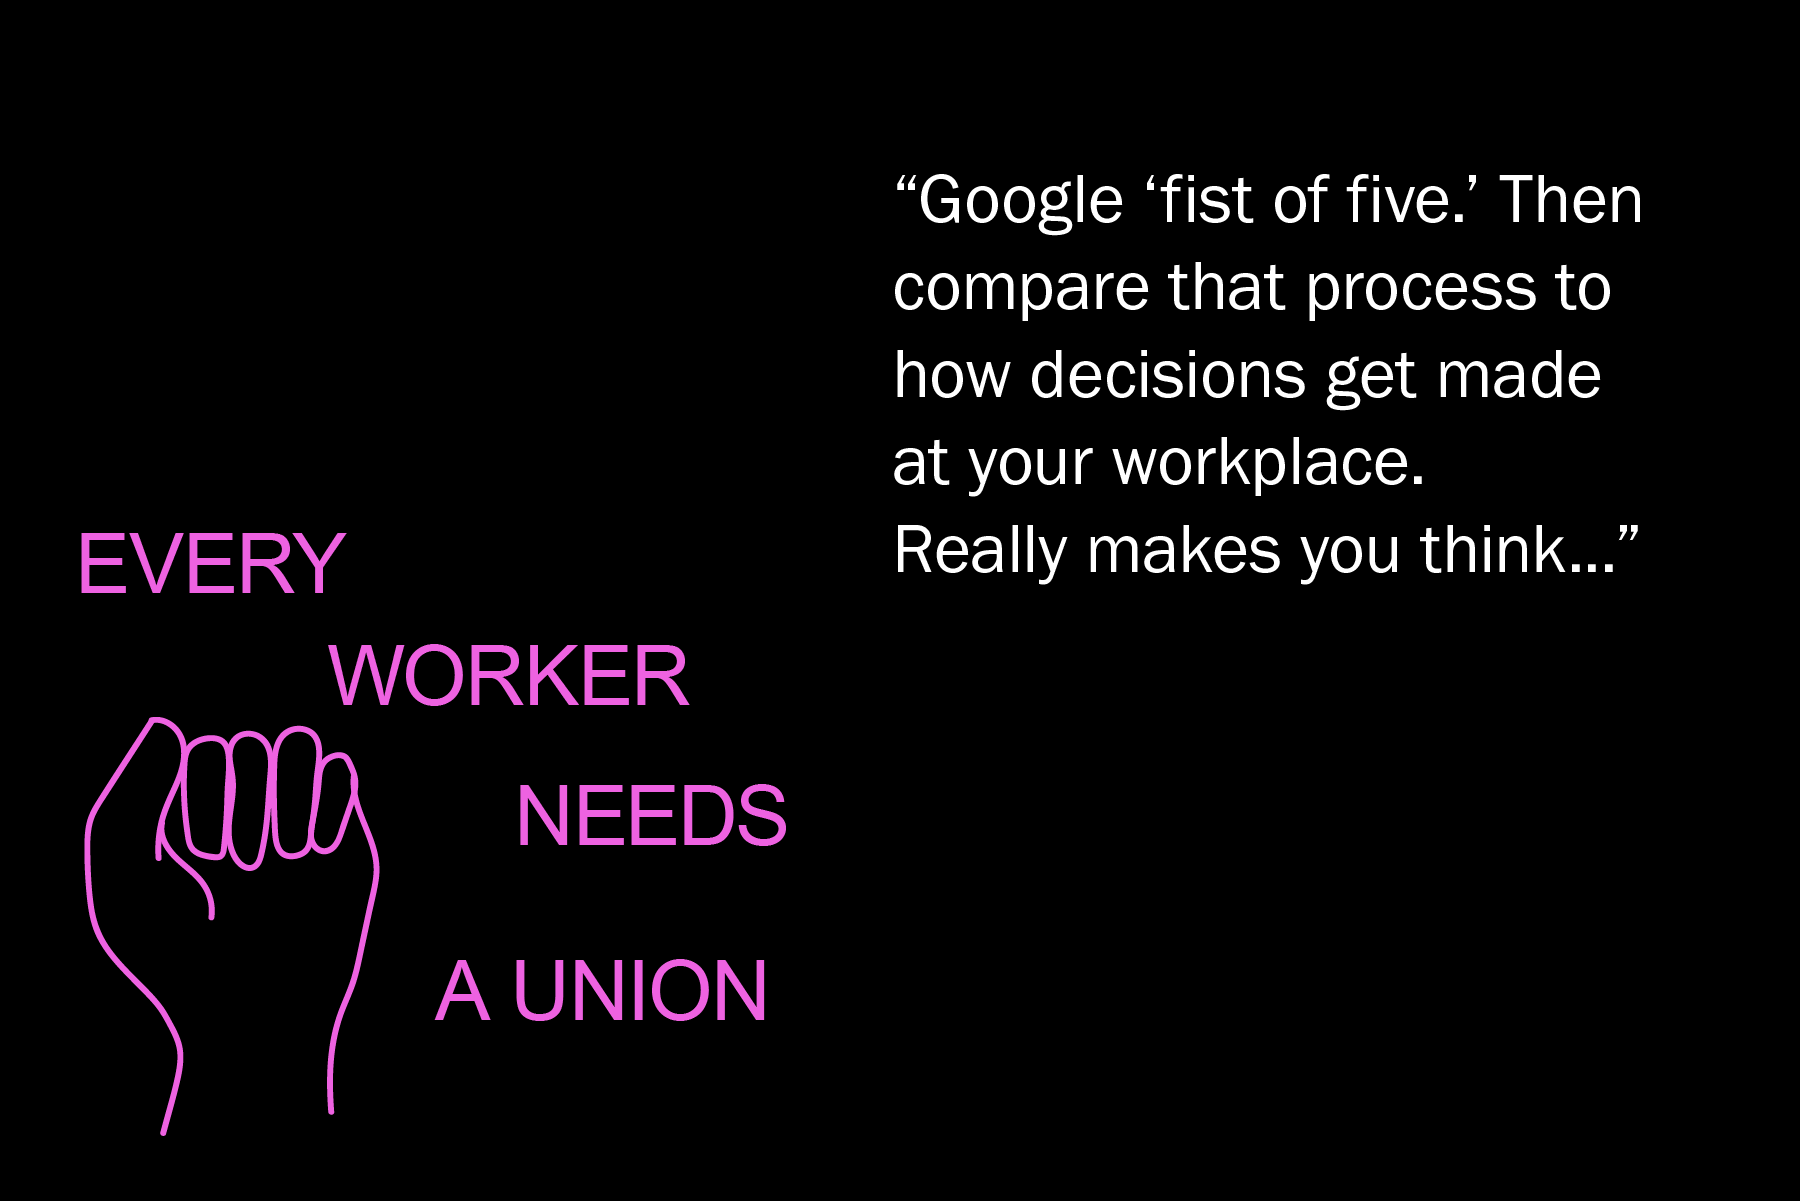 “Google ‘fist of five.’ Then
compare that process to
how decisions get made
at your workplace.
Really makes you think...”
EVERY
WORKER
NEEDS
A UNION